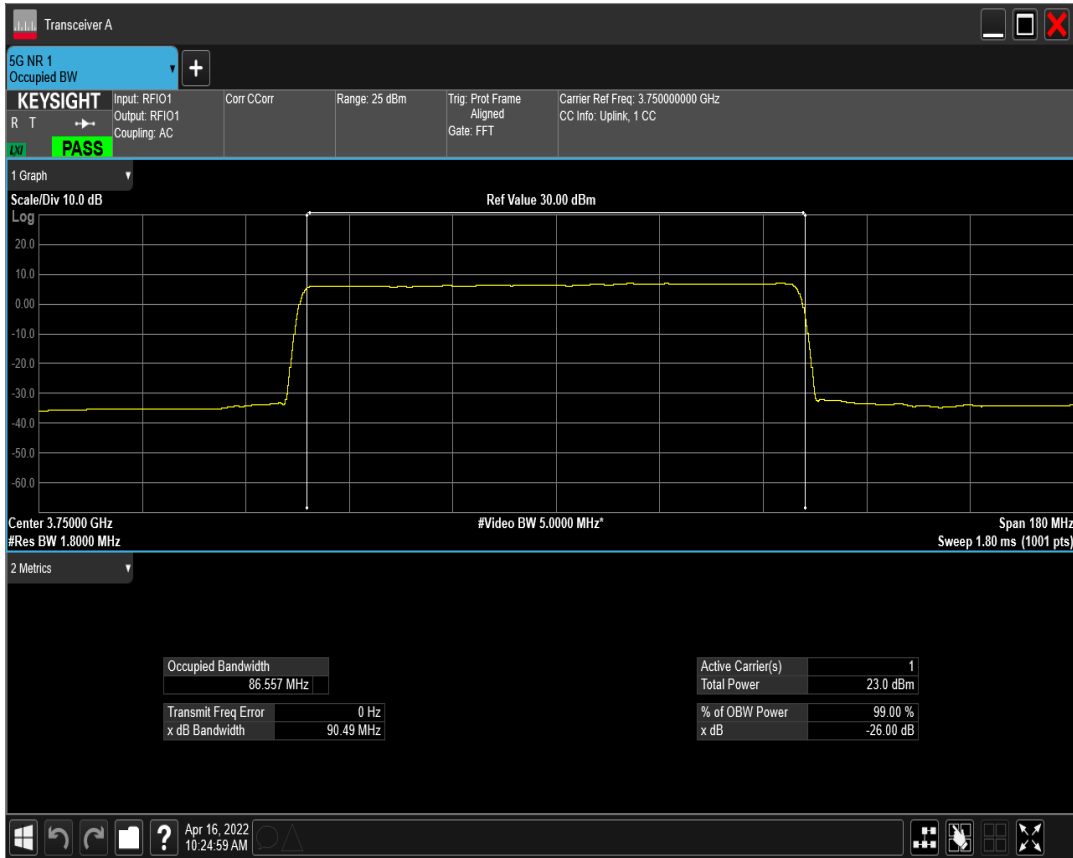 Transceiver A
5G NR 1
Occupied BW
KEYSIGHT
R T
LXI
PASS
Input: RFIO1
Output: RFIO1
Coupling: AC
Corr CCorr
Range: 25 dBm
Trig: Prot Frame
Aligned
Gate: FFT
Carrier Ref Freq: 3.750000000 GHz
CC Info: Uplink, 1 CC
1 Graph
Scale/Div 10.0 dB
Ref Value 30.00 dBm
Log
20.0
10.0
0.00
-10.0
-20.0
-30.0
-40.0
-50.0
-60.0
Center 3.75000 GHz
#Video BW 5.0000 MHz*
Span 180 MHz
#Res BW 1.8000 MHz
Sweep 1.80 ms (1001 pts)
2 Metrics
Occupied Bandwidth
86.557 MHz
Transmit Freq Error 0 Hz
x dB Bandwidth 90.49 MHz
Active Carrier(s) 1
Total Power 23.0 dBm
% of OBW Power 99.00 %
x dB -26.00 dB
?
Apr 16, 2022
10:24:59 AM